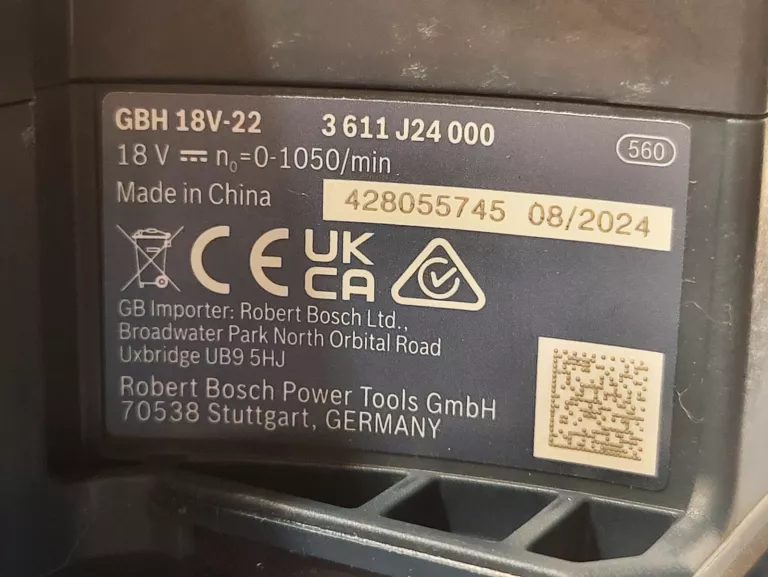 GBH 18V-22 3 611 J24 000
560
18 V ⎓ n₀=0-1050/min
Made in China
428055745 08/2024
CE UK CA
GB Importer: Robert Bosch Ltd.,
Broadwater Park North Orbital Road
Uxbridge UB9 5HJ
Robert Bosch Power Tools GmbH
70538 Stuttgart, GERMANY